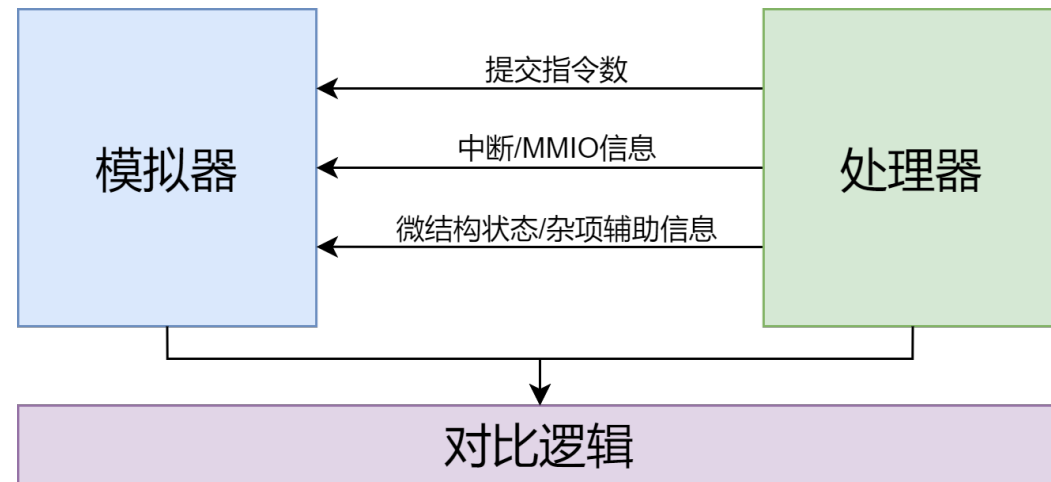 提交指令数
中断/MMIO信息
模拟器
处理器
微结构状态/杂项辅助信息
对比逻辑